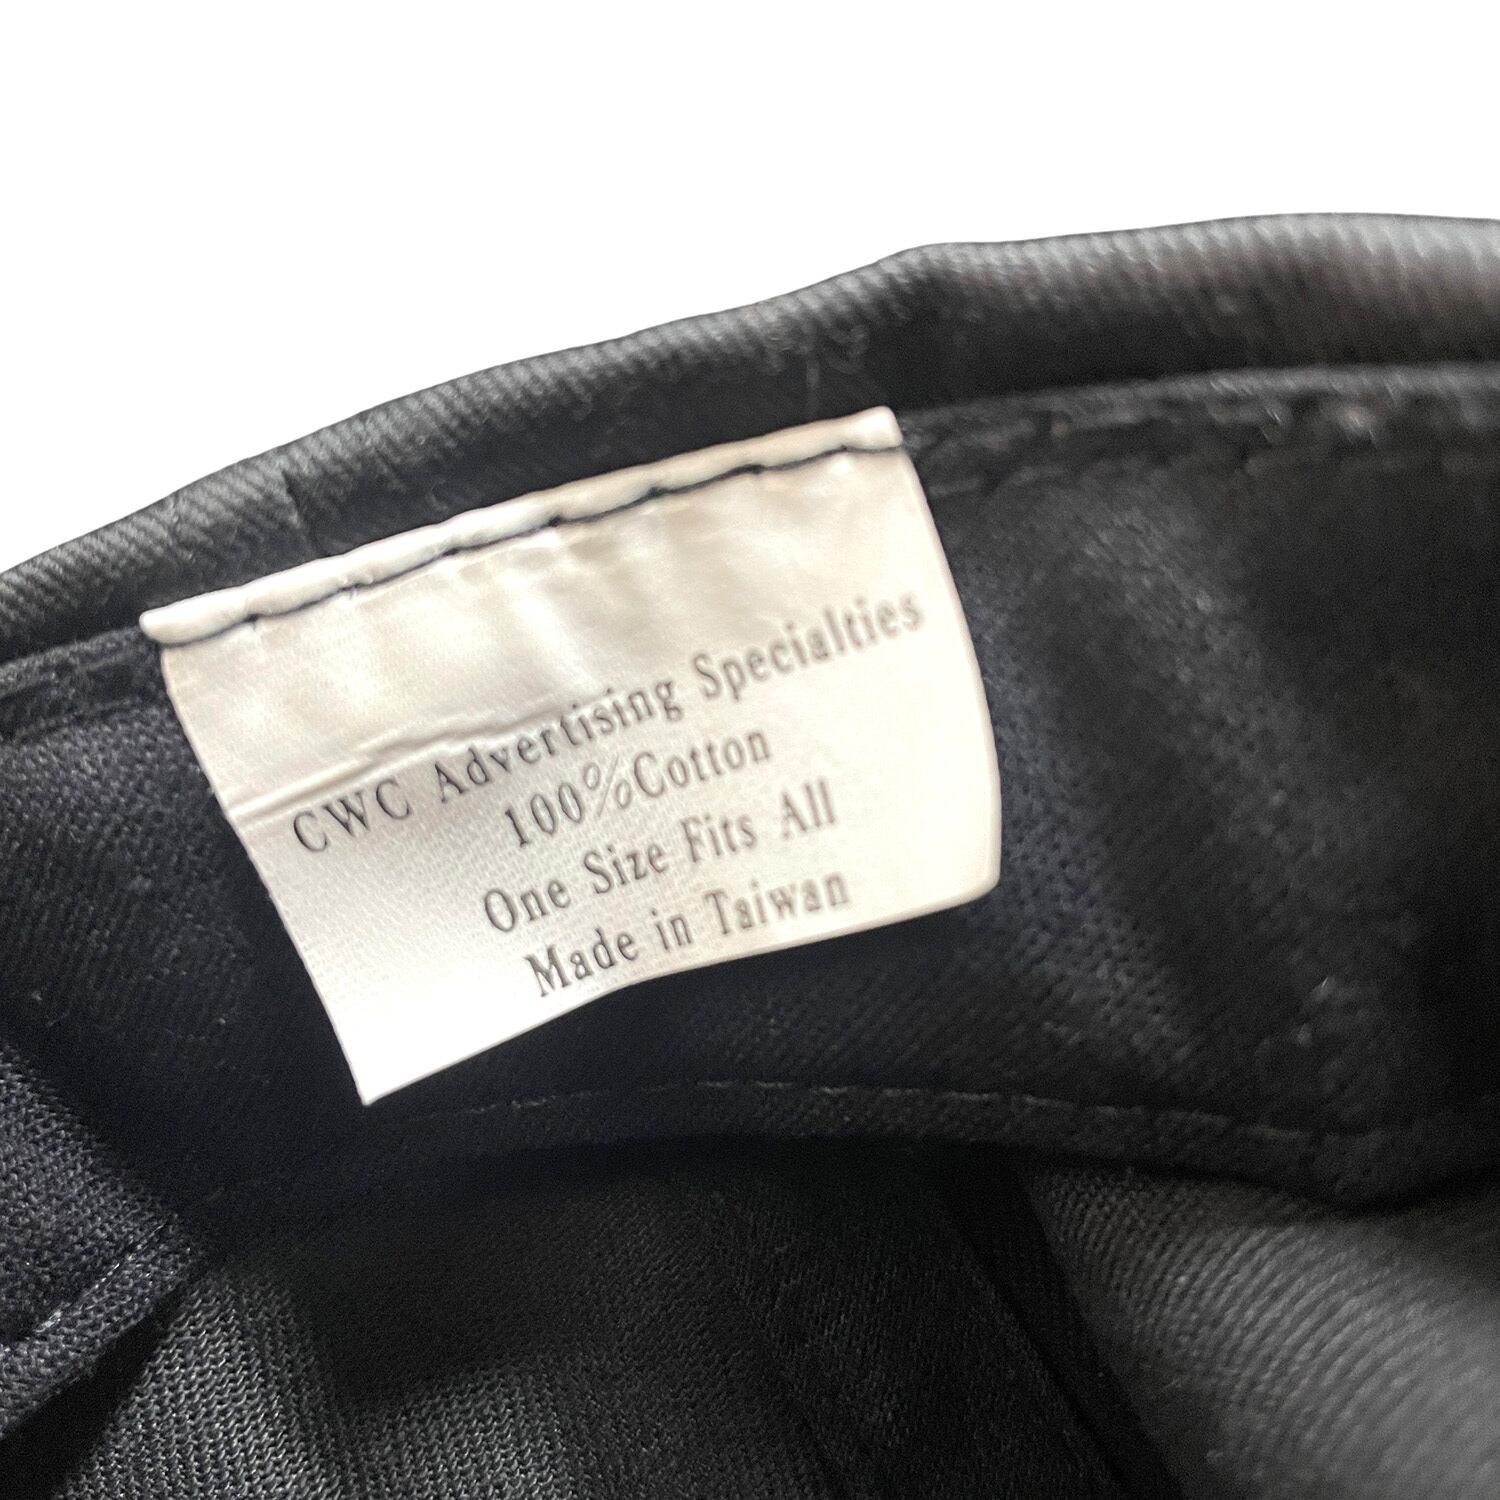 CWC Advertising Specialties
100%Cotton
One Size Fits All
Made in Taiwan